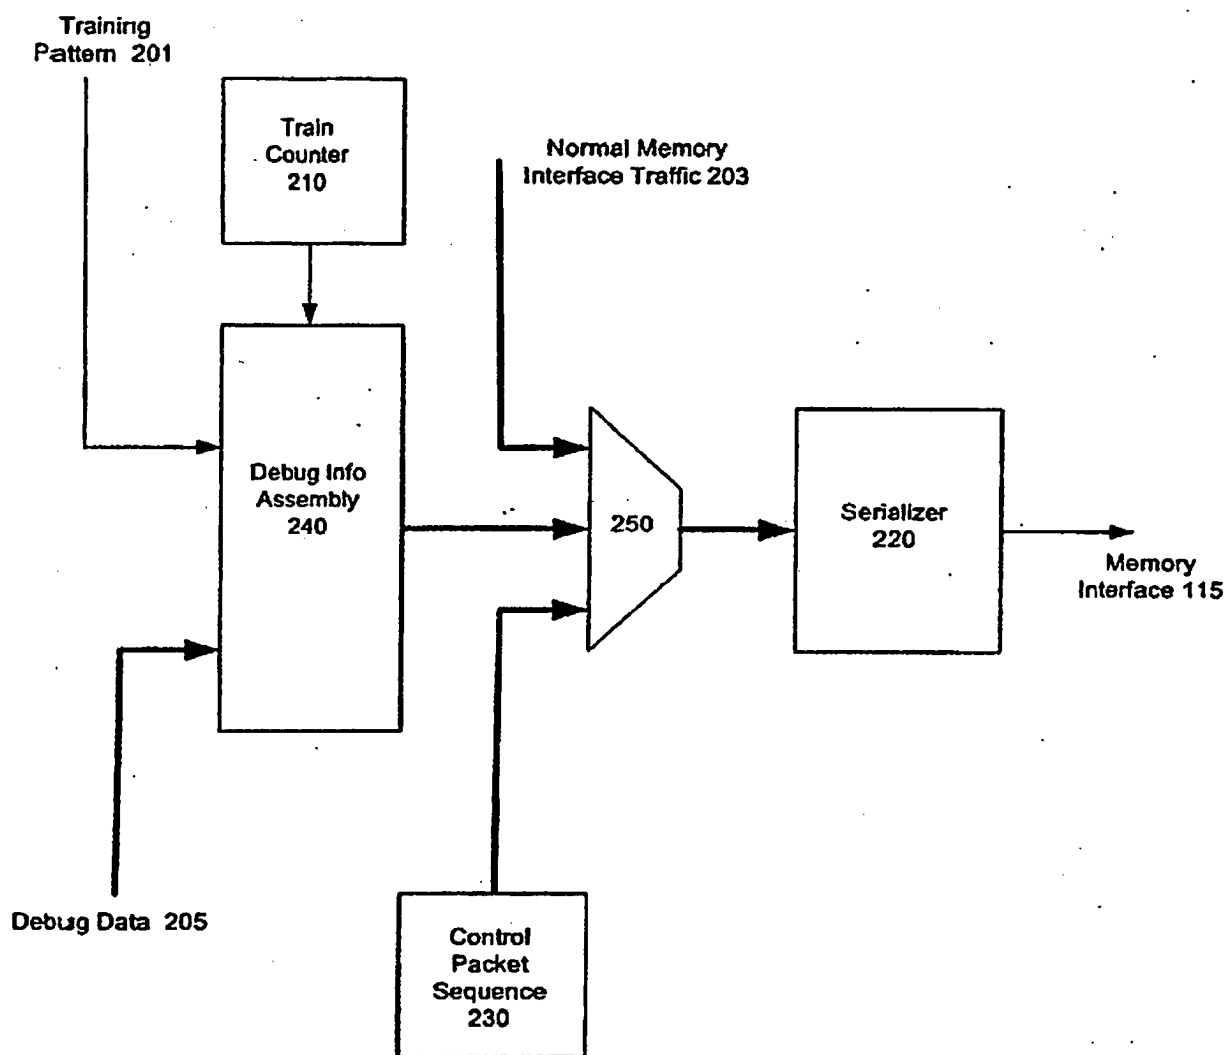 Training
Pattern 201
Train
Counter
210
Normal Memory
Interface Traffic 203
Debug Info
Assembly
240
250
Serializer
220
Memory
Interface 115
Debug Data 205
Control
Packet
Sequence
230